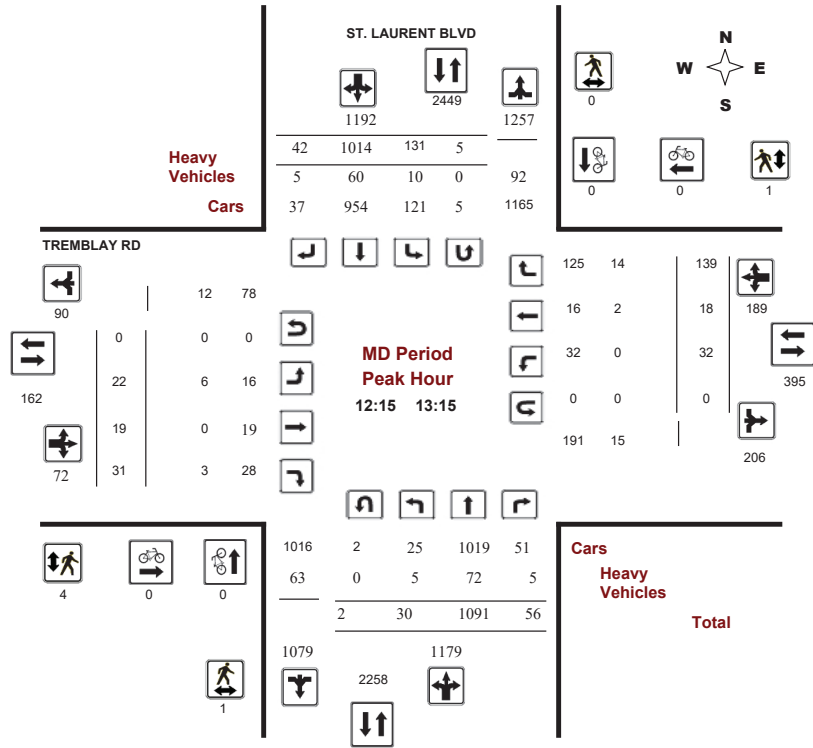 ST. LAURENT BLVD
N
W E
S
2449
0
1192 1257
42 1014 131 5
Heavy
Vehicles
5 60 10 0 92
Cars 37 954 121 5 1165
0 0 1
TREMBLAY RD
125 14 139
90 12 78
16 2 18 189
0 0 0
MD Period
Peak Hour
12:15 13:15
32 0 32
162 22 6 16
395
0 0 0
19 0 19
191 15 206
72 31 3 28
1016 2 25 1019 51 Cars
63 0 5 72 5 Heavy
Vehicles
4 0 0
2 30 1091 56 Total
1079 1179
2258
1